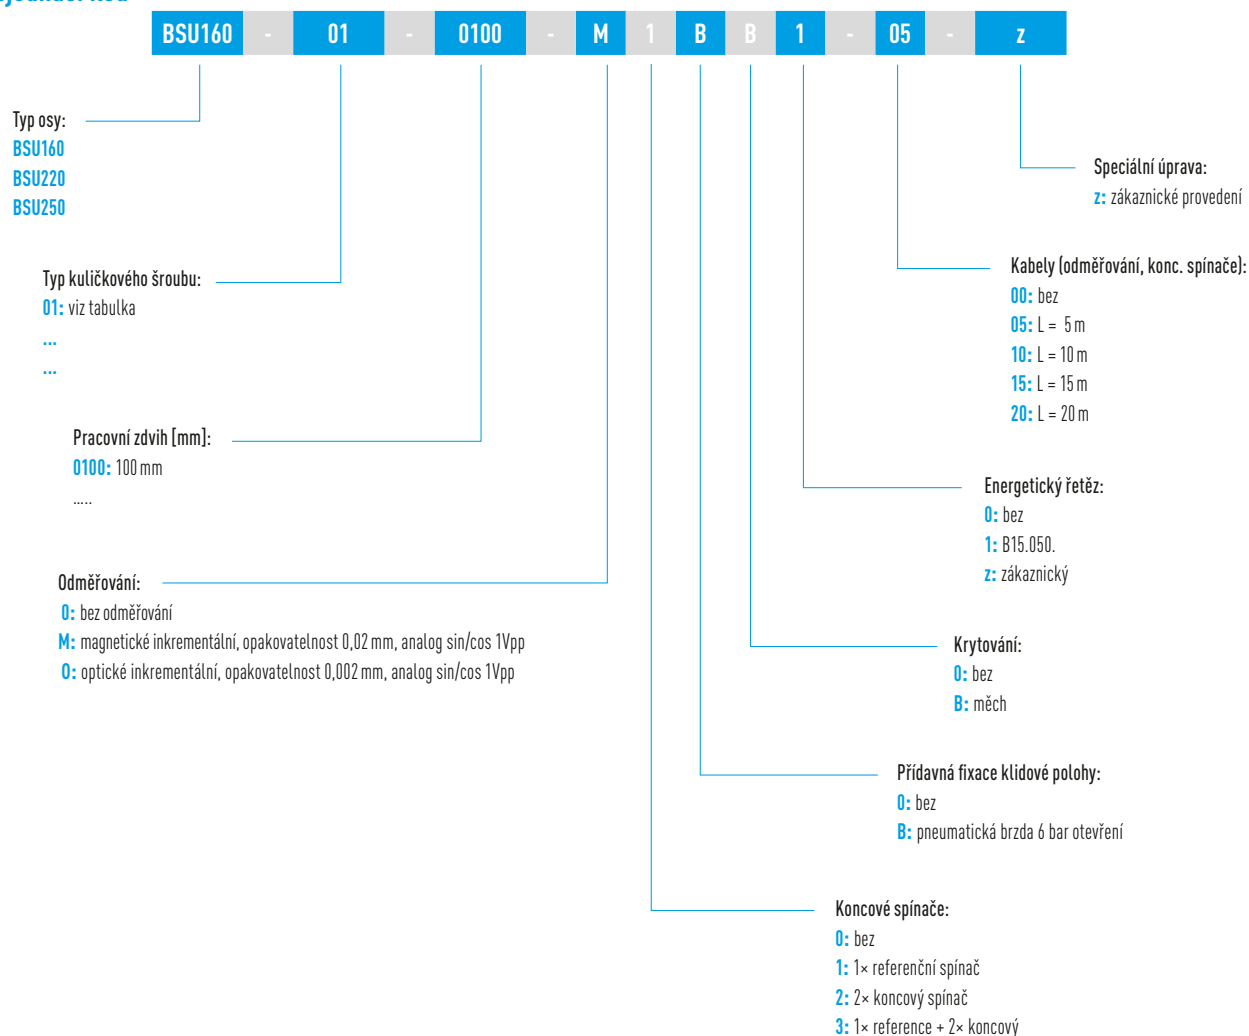 BSU160 - 01 - 0100 - M 1 B B 1 - 05 - z
Typ osy:
BSU160
BSU220
BSU250
Speciální úprava:
z: zákaznické provedení
Typ kuličkového šroubu:
01: viz tabulka
...
...
Kabely (odměřování, konc. spínače):
00: bez
05: L = 5 m
10: L = 10 m
15: L = 15 m
20: L = 20 m
Pracovní zdvih [mm]:
0100: 100 mm
.....
Energetický řetěz:
0: bez
1: B15.050.
z: zákaznický
Odměřování:
0: bez odměřování
M: magnetické inkrementální, opakovatelnost 0,02 mm, analog sin/cos 1Vpp
O: optické inkrementální, opakovatelnost 0,002 mm, analog sin/cos 1Vpp
Krytování:
0: bez
B: měch
Přídavná fixace klidové polohy:
0: bez
B: pneumatická brzda 6 bar otevření
Koncové spínače:
0: bez
1: 1× referenční spínač
2: 2× koncový spínač
3: 1× reference + 2× koncový